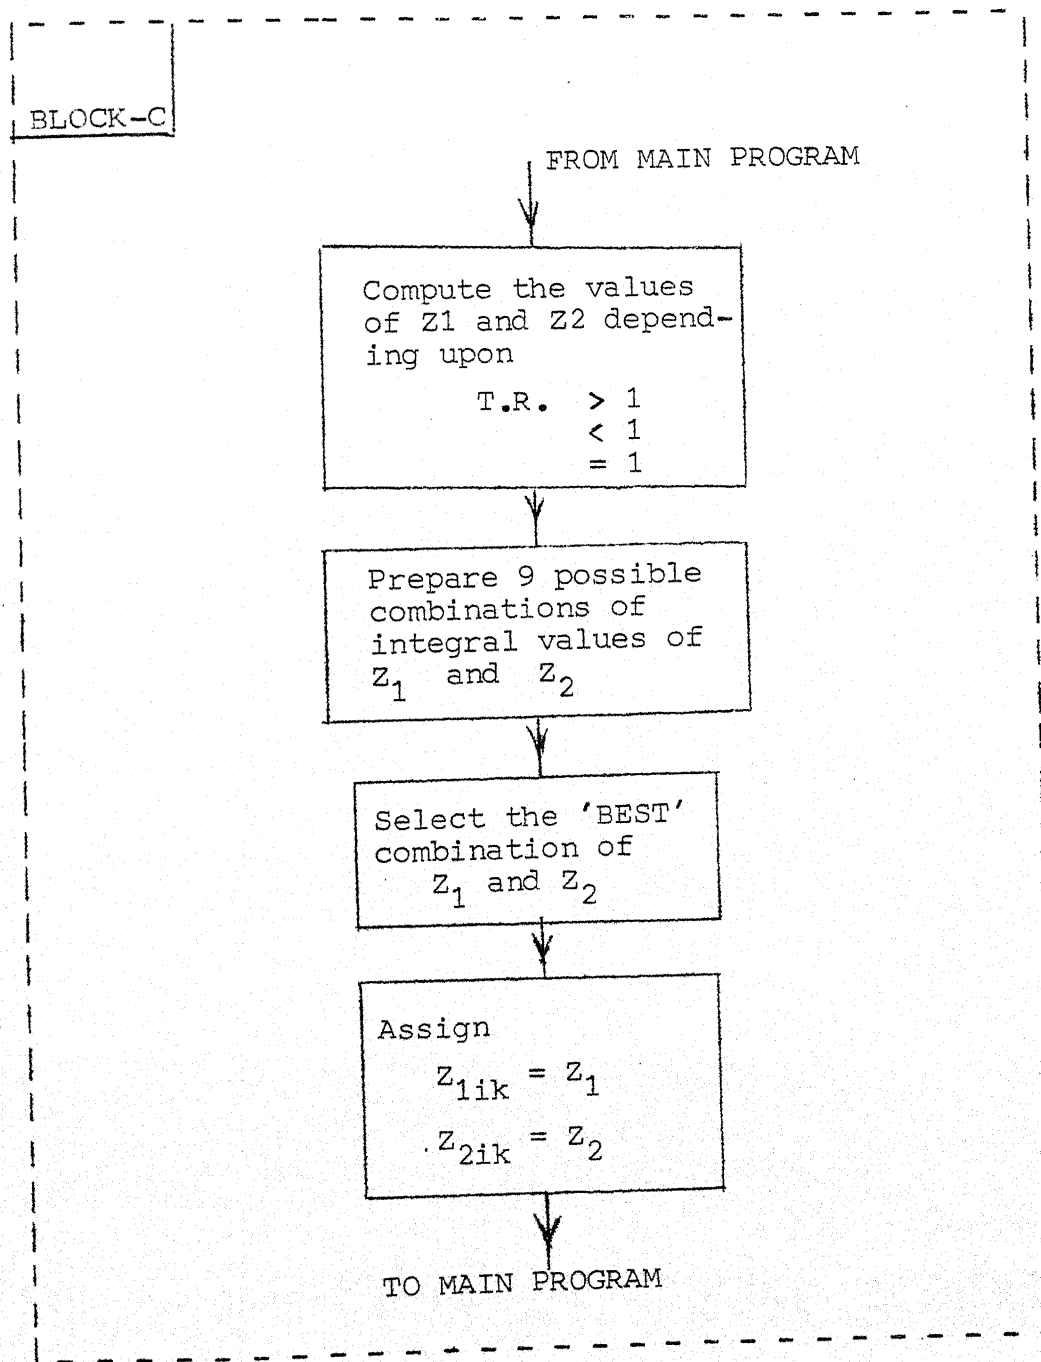 BLOCK-C
FROM MAIN PROGRAM
Compute the values
of Z1 and Z2 depend-
ing upon
T.R. > 1
< 1
= 1
Prepare 9 possible
combinations of
integral values of
Z1 and Z2
Select the 'BEST'
combination of
Z1 and Z2
Assign
Z1ik = Z1
Z2ik = Z2
TO MAIN PROGRAM